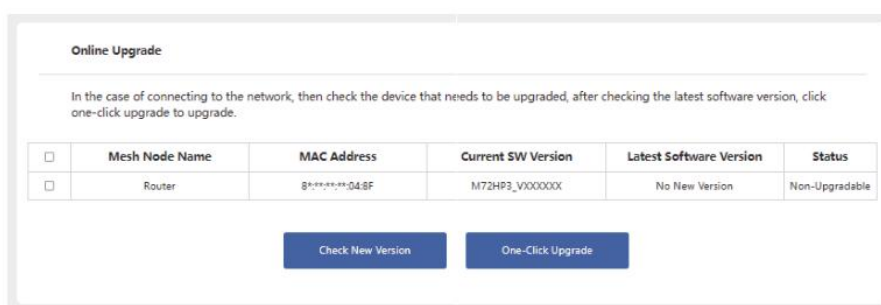 Online Upgrade
In the case of connecting to the network, then check the device that needs to be upgraded, after checking the latest software version, click
one-click upgrade to upgrade.
Mesh Node Name MAC Address Current SW Version Latest Software Version Status
Router 8*:**:**:**:04:8F M72HP3_VXXXXXX No New Version Non-Upgradable
Check New Version One-Click Upgrade